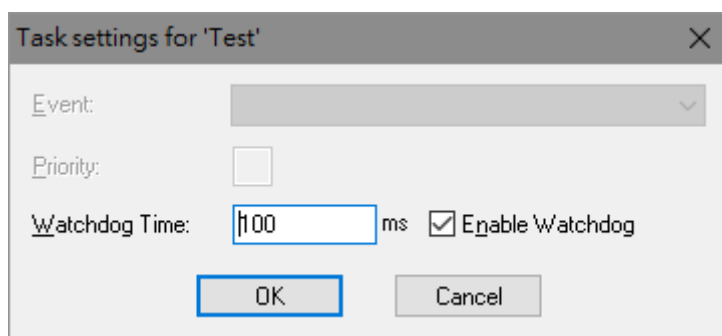 Task settings for 'Test'
Event:
Priority:
Watchdog Time: 100 ms Enable Watchdog
OK Cancel